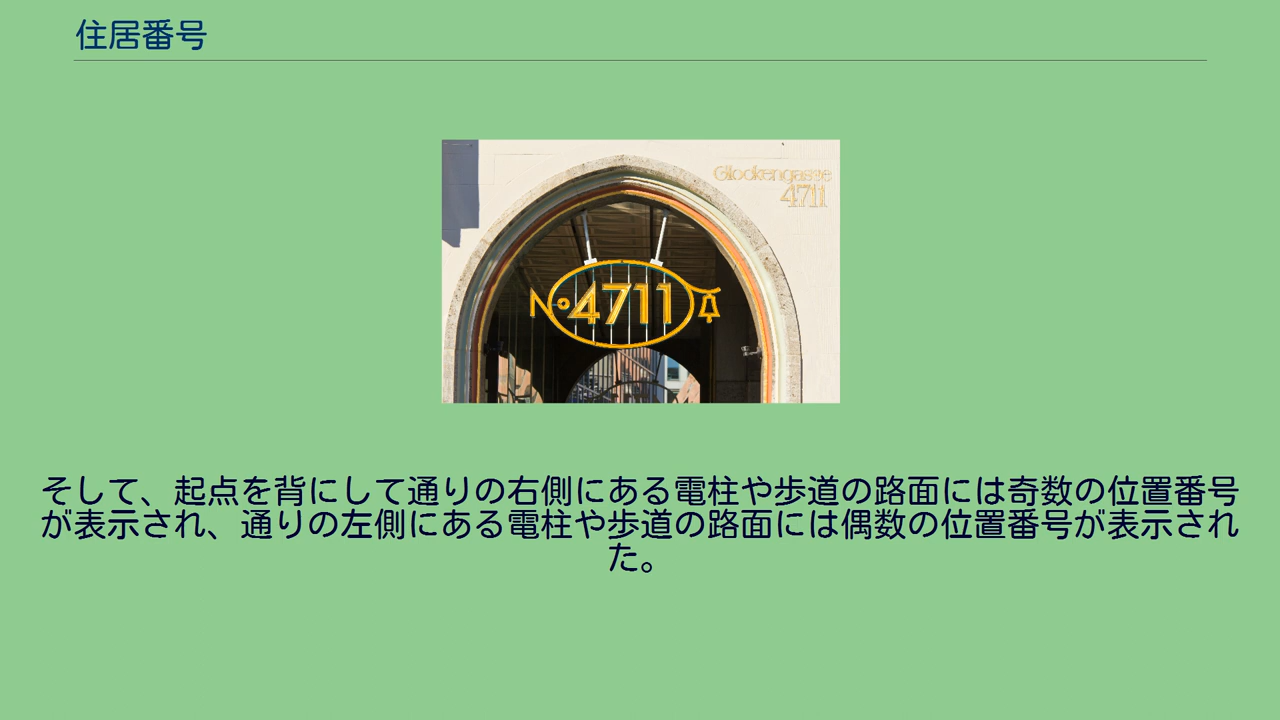 住居番号
Glockengasse
4711
Nº4711
そして、起点を背にして通りの右側にある電柱や歩道の路面には奇数の位置番号
が表示され、通りの左側にある電柱や歩道の路面には偶数の位置番号が表示され
た。